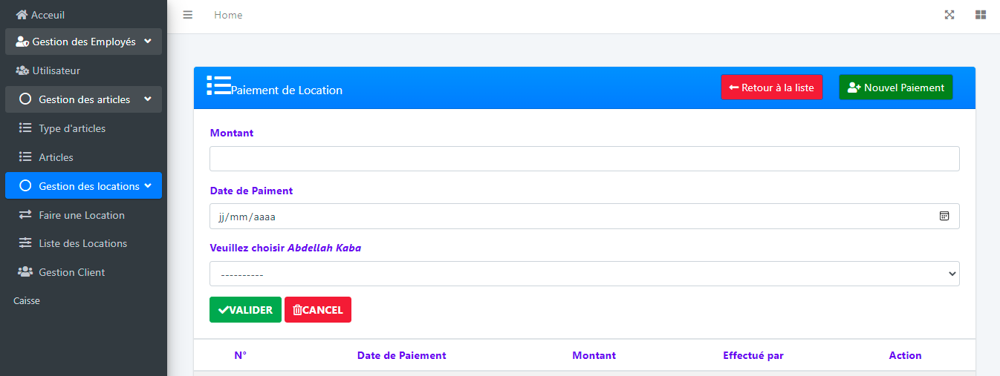 Acceuil
Gestion des Employés
Utilisateur
Gestion des articles
Type d'articles
Articles
Gestion des locations
Faire une Location
Liste des Locations
Gestion Client
Caisse
Home
Paiement de Location
Retour à la liste
Nouvel Paiement
Montant
Date de Paiment
jj/mm/aaaa
Veuillez choisir Abdellah Kaba
----------
VALIDER CANCEL
N° Date de Paiement Montant Effectué par Action